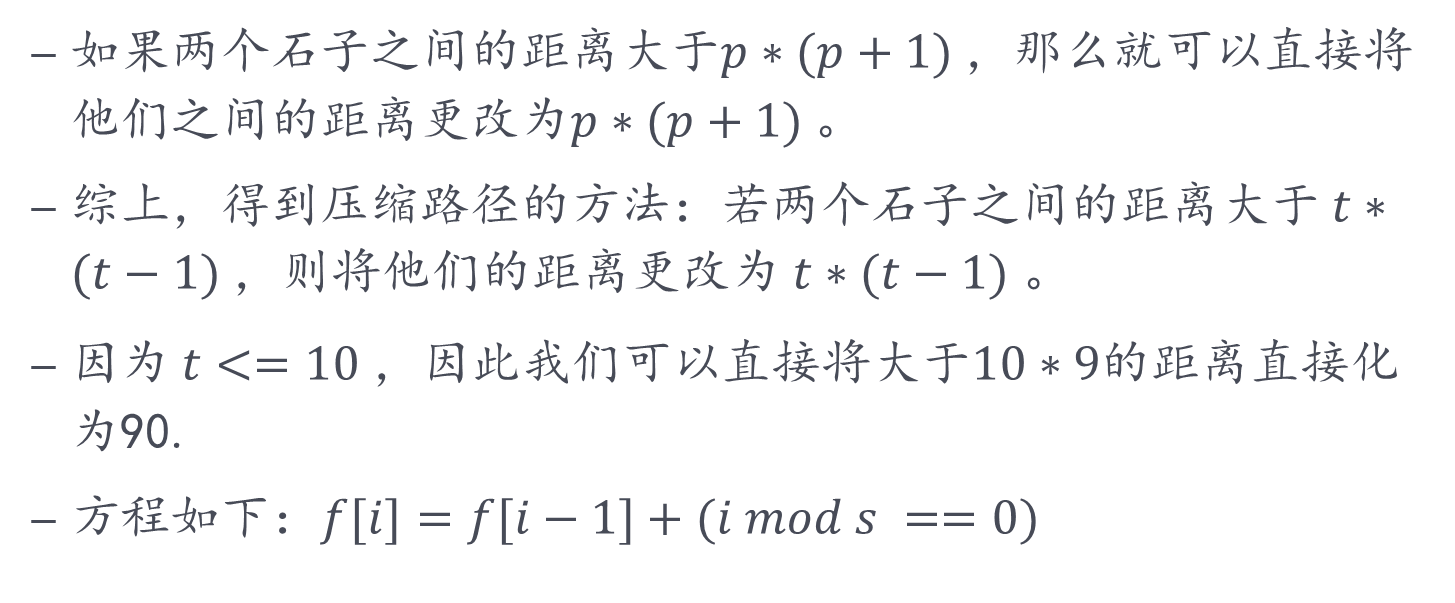 – 如果两个石子之间的距离大于p * (p + 1) ，那么就可以直接将
他们之间的距离更改为p * (p + 1) 。
– 综上，得到压缩路径的方法：若两个石子之间的距离大于 t *
(t − 1) ，则将他们的距离更改为 t * (t − 1) 。
– 因为 t <= 10 ，因此我们可以直接将大于10 * 9的距离直接化
为90.
– 方程如下：f[i] = f[i − 1] + (i mod s == 0)